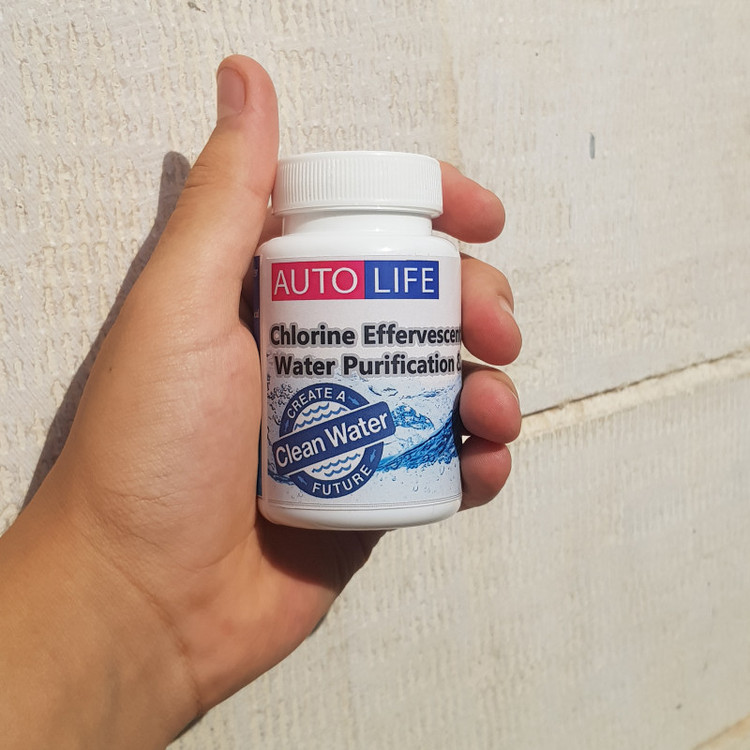 AUTO LIFE
Chlorine Effervescen
Water Purification
CREATE A
Clean Water
FUTURE